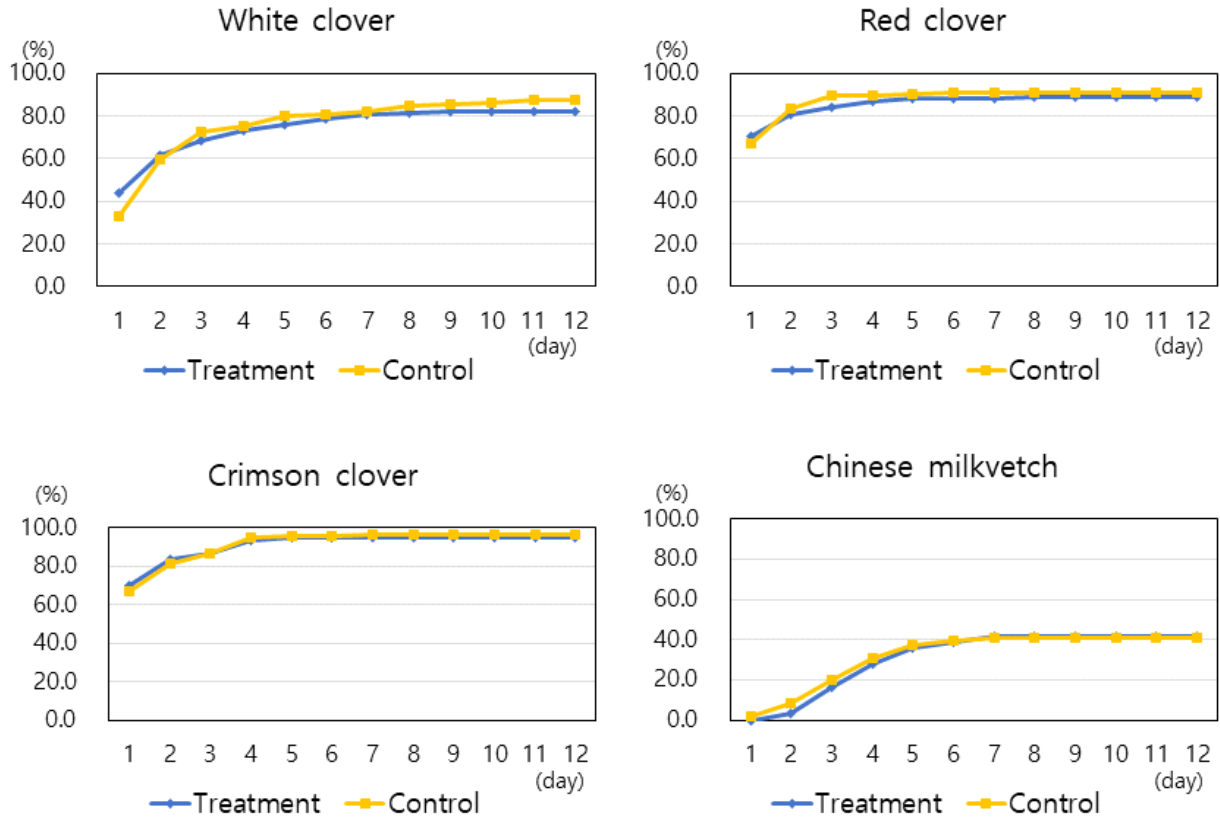 White clover
(%)
100.0
80.0
60.0
40.0
20.0
0.0
1 2 3 4 5 6 7 8 9 10 11 12
(day)
Treatment Control
Red clover
(%)
100.0
80.0
60.0
40.0
20.0
0.0
1 2 3 4 5 6 7 8 9 10 11 12
(day)
Treatment Control
Crimson clover
(%)
100.0
80.0
60.0
40.0
20.0
0.0
1 2 3 4 5 6 7 8 9 10 11 12
(day)
Treatment Control
Chinese milkvetch
(%)
100.0
80.0
60.0
40.0
20.0
0.0
1 2 3 4 5 6 7 8 9 10 11 12
(day)
Treatment Control